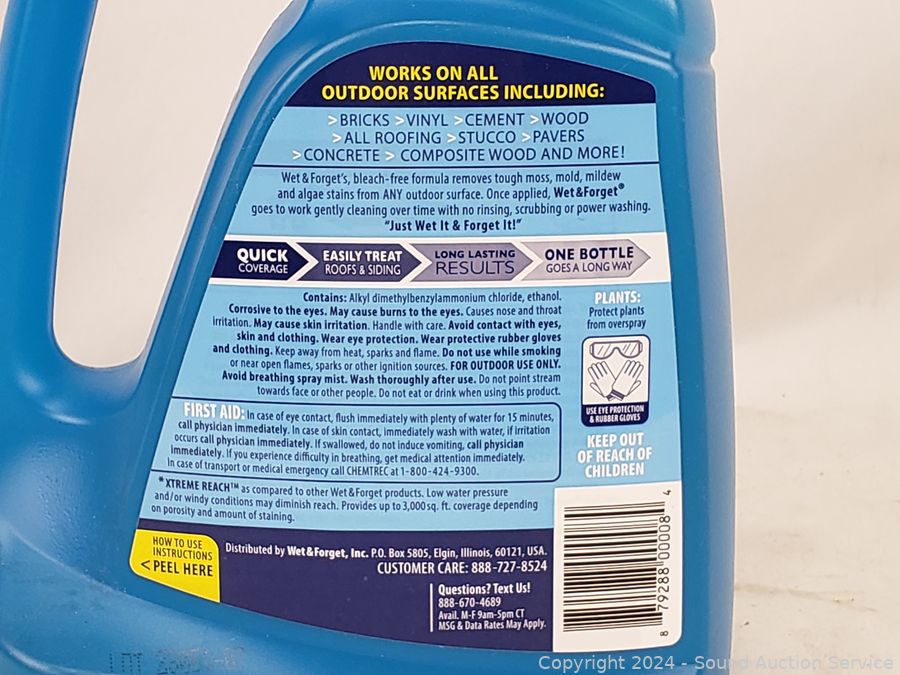 WORKS ON ALL
OUTDOOR SURFACES INCLUDING:
>BRICKS >VINYL >CEMENT >WOOD
>ALL ROOFING >STUCCO >PAVERS
>CONCRETE > COMPOSITE WOOD AND MORE!
Wet & Forget's, bleach-free formula removes tough moss, mold, mildew
and algae stains from ANY outdoor surface. Once applied, Wet&Forget®
goes to work gently cleaning over time with no rinsing, scrubbing or power washing.
"Just Wet It & Forget It!"
QUICK
COVERAGE
EASILY TREAT
ROOFS & SIDING
LONG LASTING
RESULTS
ONE BOTTLE
GOES A LONG WAY
Contains: Alkyl dimethylbenzylammonium chloride, ethanol.
Corrosive to the eyes. May cause burns to the eyes. Causes nose and throat
irritation. May cause skin irritation. Handle with care. Avoid contact with eyes,
skin and clothing. Wear eye protection. Wear protective rubber gloves
and clothing. Keep away from heat, sparks and flame. Do not use while smoking
or near open flames, sparks or other ignition sources. FOR OUTDOOR USE ONLY.
Avoid breathing spray mist. Wash thoroughly after use. Do not point stream
towards face or other people. Do not eat or drink when using this product.
PLANTS:
Protect plants
from overspray
USE EYE PROTECTION
& RUBBER GLOVES
KEEP OUT
OF REACH OF
CHILDREN
FIRST AID: In case of eye contact, flush immediately with plenty of water for 15 minutes,
call physician immediately. In case of skin contact, immediately wash with water, if irritation
occurs call physician immediately. If swallowed, do not induce vomiting, call physician
immediately. If you experience difficulty in breathing, get medical attention immediately.
In case of transport or medical emergency call CHEMTREC at 1-800-424-9300.
* XTREME REACH™ as compared to other Wet & Forget products. Low water pressure
and/or windy conditions may diminish reach. Provides up to 3,000 sq. ft. coverage depending
on porosity and amount of staining.
HOW TO USE
INSTRUCTIONS
< PEEL HERE
Distributed by Wet & Forget, Inc. P.O. Box 5805, Elgin, Illinois, 60121, USA.
CUSTOMER CARE: 888-727-8524
Questions? Text Us!
888-670-4689
Avail. M-F 9am-5pm CT
MSG & Data Rates May Apply.
8 79288 00008 4
LOT
Copyright 2024 - Sound Auction Service